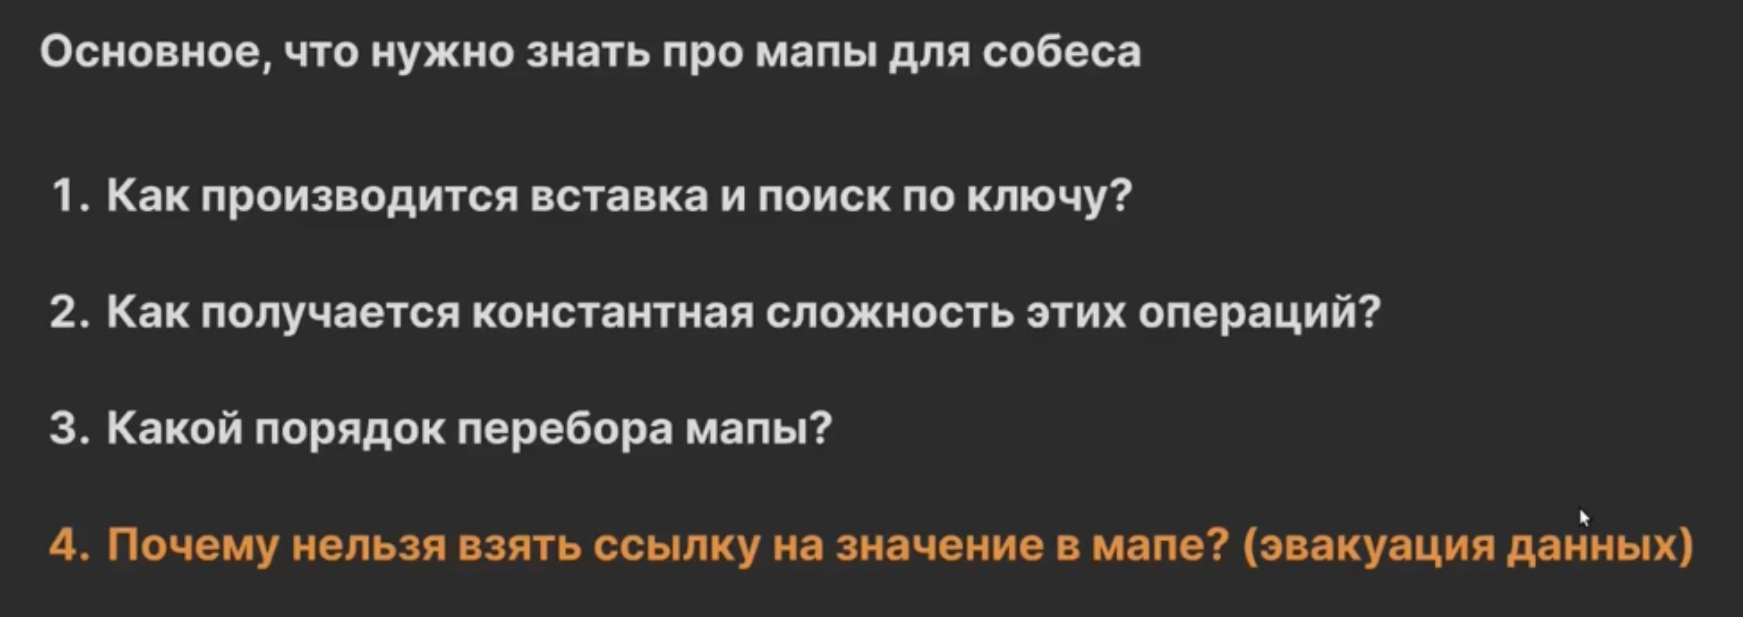 Основное, что нужно знать про мапы для собеса
1. Как производится вставка и поиск по ключу?
2. Как получается константная сложность этих операций?
3. Какой порядок перебора мапы?
4. Почему нельзя взять ссылку на значение в мапе? (эвакуация данных)